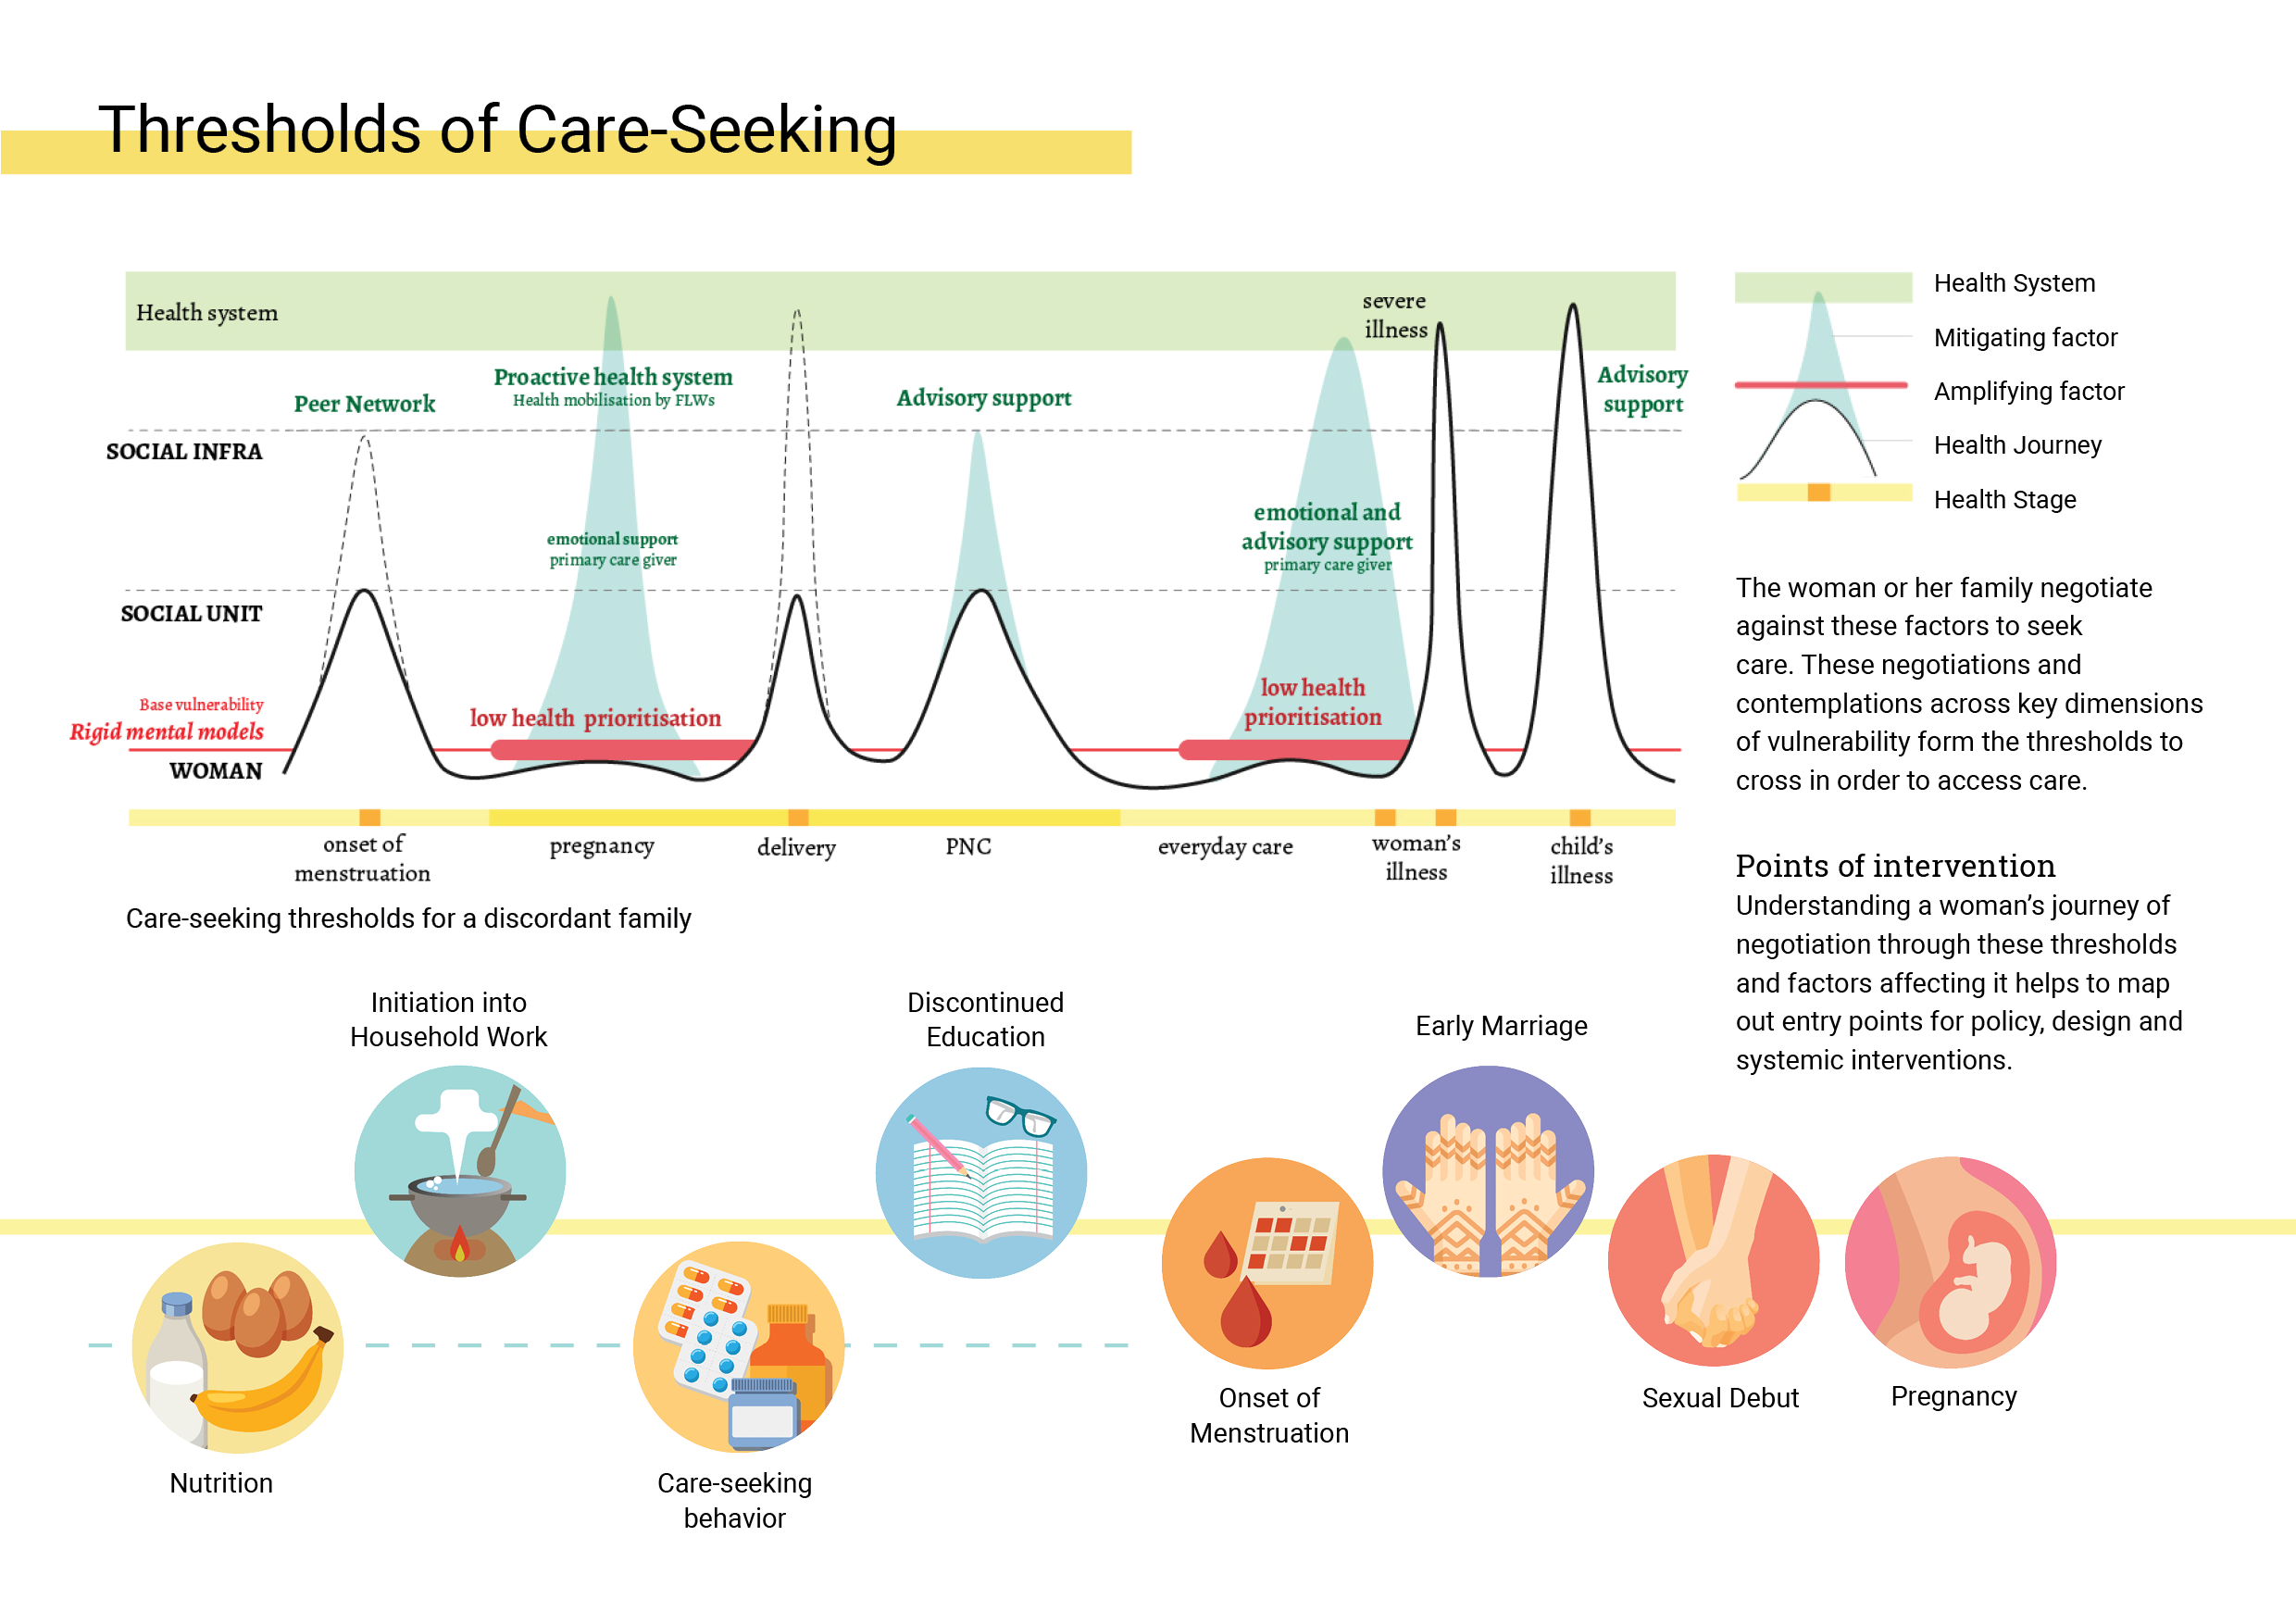 Thresholds of Care-Seeking
Health system
severe
illness
Peer Network
Proactive health system
Health mobilisation by FLWs
Advisory support
Advisory
support
SOCIAL INFRA
emotional support
primary care giver
emotional and
advisory support
primary care giver
SOCIAL UNIT
Base vulnerability
Rigid mental models
low health prioritisation
low health
prioritisation
WOMAN
onset of
menstruation
pregnancy
delivery
PNC
everyday care
woman's
illness
child's
illness
Care-seeking thresholds for a discordant family
Health System
Mitigating factor
Amplifying factor
Health Journey
Health Stage
The woman or her family negotiate
against these factors to seek
care. These negotiations and
contemplations across key dimensions
of vulnerability form the thresholds to
cross in order to access care.
Points of intervention
Understanding a woman's journey of
negotiation through these thresholds
and factors affecting it helps to map
out entry points for policy, design and
systemic interventions.
Initiation into
Household Work
Discontinued
Education
Early Marriage
Nutrition
Care-seeking
behavior
Onset of
Menstruation
Sexual Debut
Pregnancy